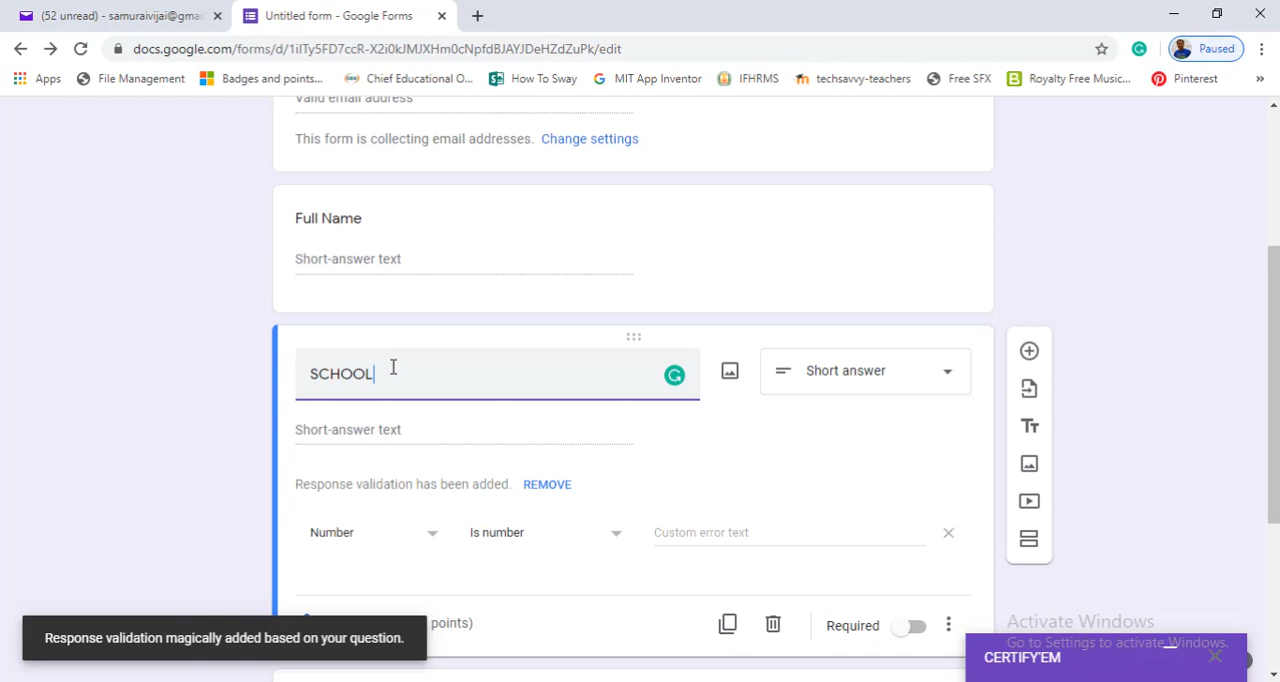 (52 unread) - samuraivijai@gma
Untitled form - Google Forms
docs.google.com/forms/d/1iITy5FD7ccR-X2i0kJMJXHm0cNpfdBJAYJDeHZdZuPk/edit
Paused
Apps
File Management
Badges and points...
Chief Educational O...
How To Sway
MIT App Inventor
IFHRMS
techsavvy-teachers
Free SFX
Royalty Free Music...
Pinterest
»
Valid email address
This form is collecting email addresses. Change settings
Full Name
Short-answer text
SCHOOL
Short answer
Short-answer text
Response validation has been added. REMOVE
Number
Is number
Custom error text
points)
Required
Response validation magically added based on your question.
Activate Windows
Go to Settings to activate Windows.
CERTIFY'EM